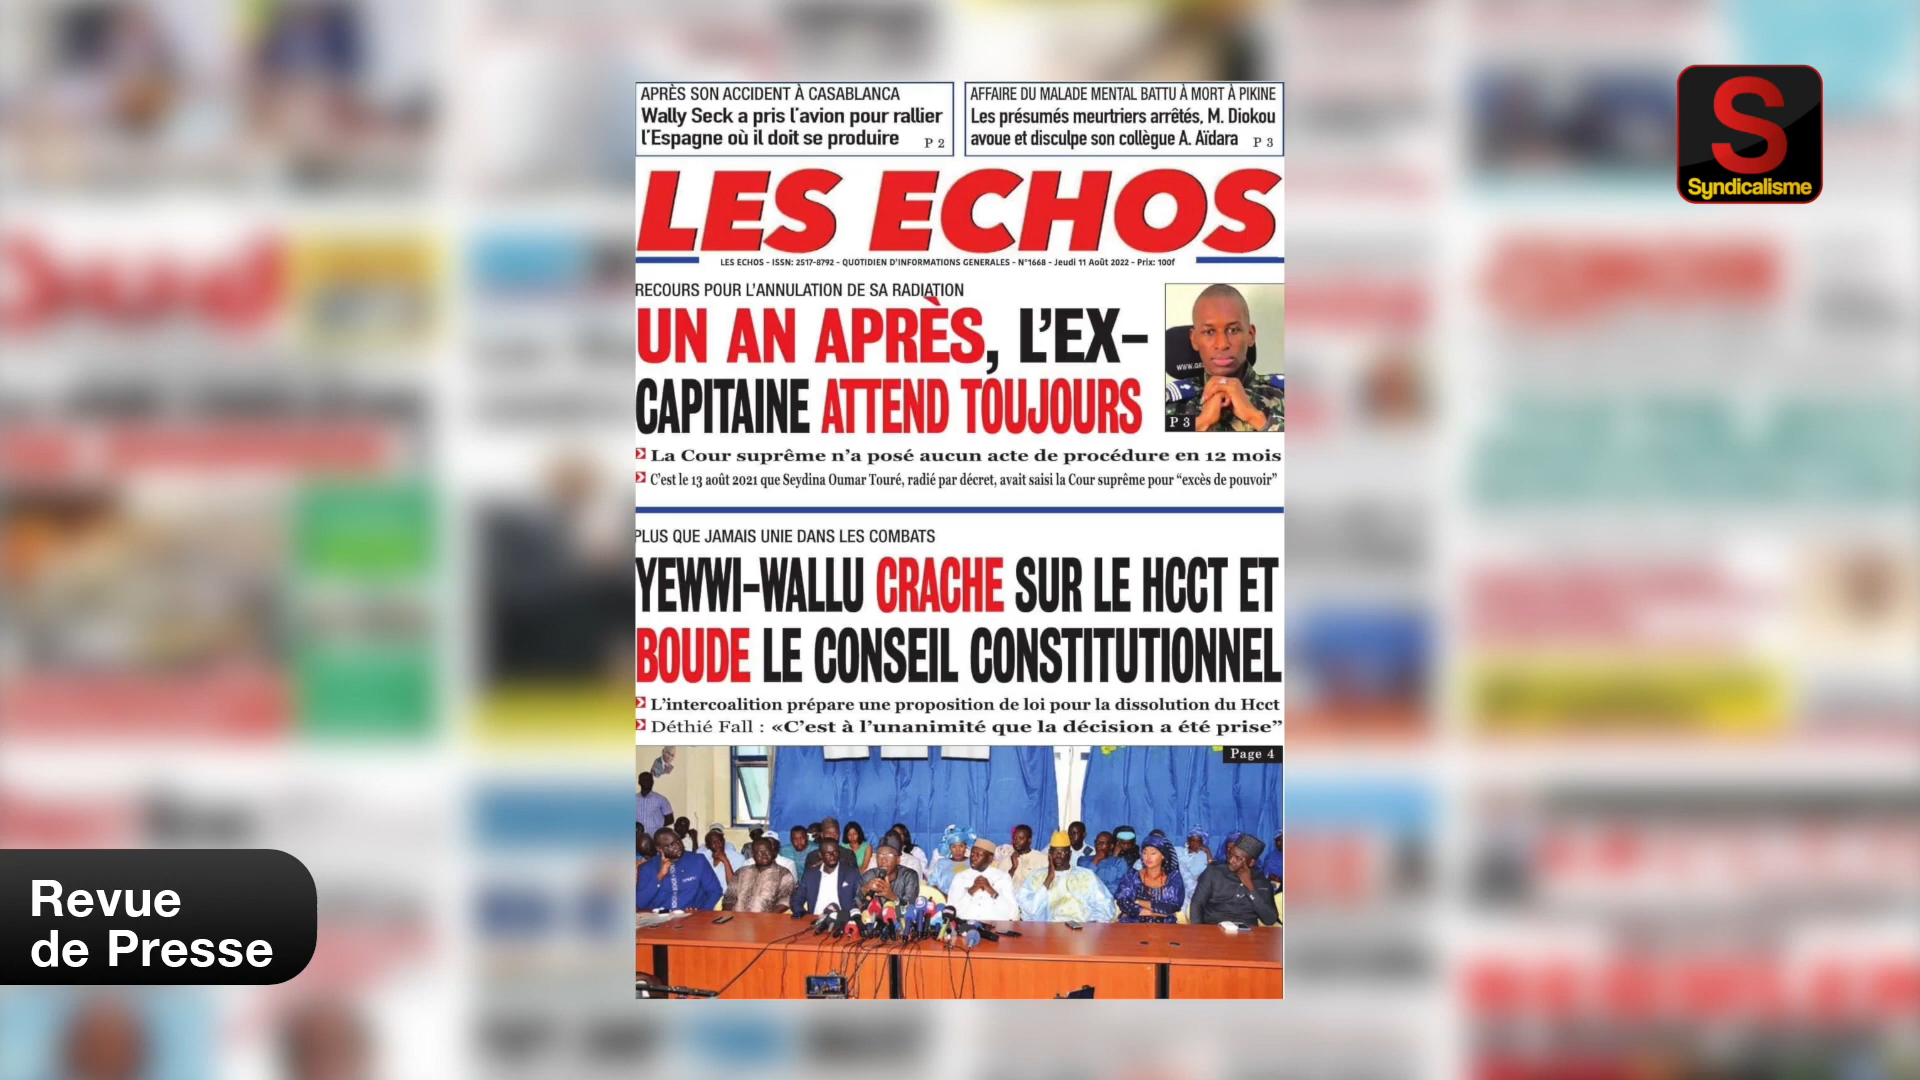 APRÈS SON ACCIDENT À CASABLANCA
Wally Seck a pris l'avion pour rallier
l'Espagne où il doit se produire P 2
AFFAIRE DU MALADE MENTAL BATTU À MORT À PIKINE
Les présumés meurtriers arrêtés, M. Diokou
avoue et disculpe son collègue A. Aïdara P 3
S
Syndicalisme
LES ECHOS
LES ECHOS - ISSN: 2517-8792 - QUOTIDIEN D'INFORMATIONS GENERALES - N°1668 - Jeudi 11 Août 2022 - Prix: 100f
RECOURS POUR L'ANNULATION DE SA RADIATION
UN AN APRÈS, L'EX-
CAPITAINE ATTEND TOUJOURS
P 3
La Cour suprême n'a posé aucun acte de procédure en 12 mois
C'est le 13 août 2021 que Seydina Oumar Touré, radié par décret, avait saisi la Cour suprême pour “excès de pouvoir”
PLUS QUE JAMAIS UNIE DANS LES COMBATS
YEWWI-WALLU CRACHE SUR LE HCCT ET
BOUDE LE CONSEIL CONSTITUTIONNEL
L'intercoalition prépare une proposition de loi pour la dissolution du Hcct
Déthié Fall : «C'est à l'unanimité que la décision a été prise”
Page 4
Revue
de Presse